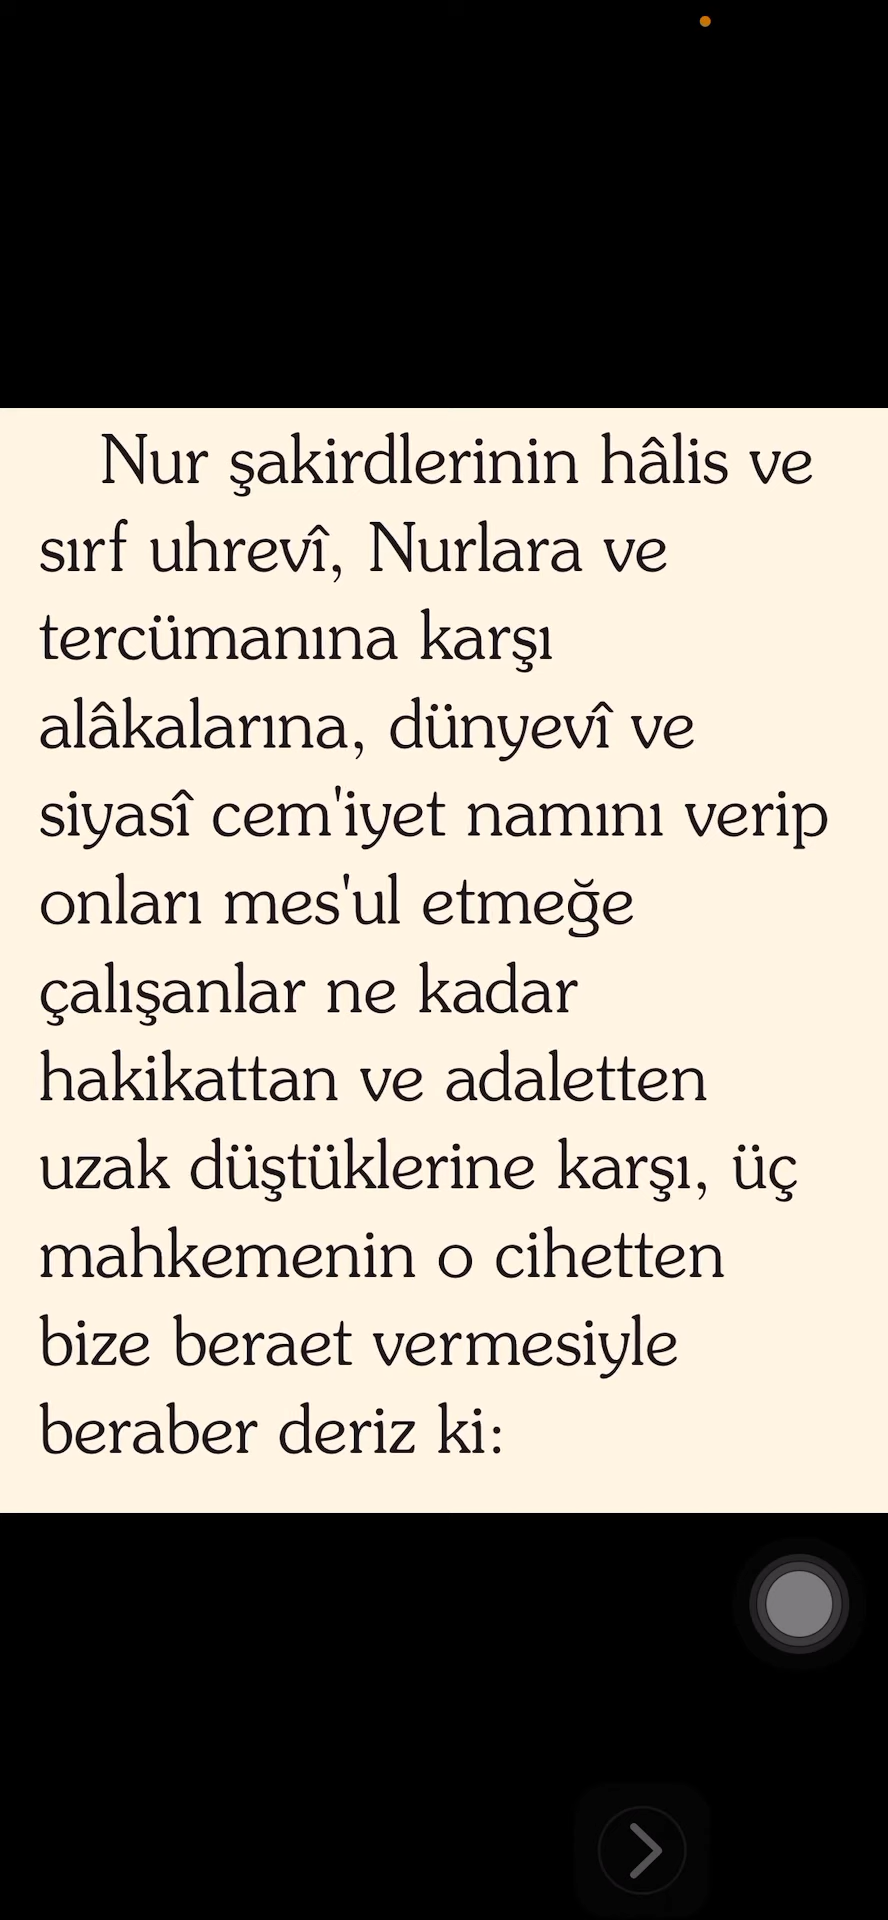 Nur şakirdlerinin hâlis ve
sırf uhrevî, Nurlara ve
tercümanına karşı
alâkalarına, dünyevî ve
siyasî cem'iyet namını verip
onları mes'ul etmeğe
çalışanlar ne kadar
hakikattan ve adaletten
uzak düştüklerine karşı, üç
mahkemenin o cihetten
bize beraet vermesiyle
beraber deriz ki: